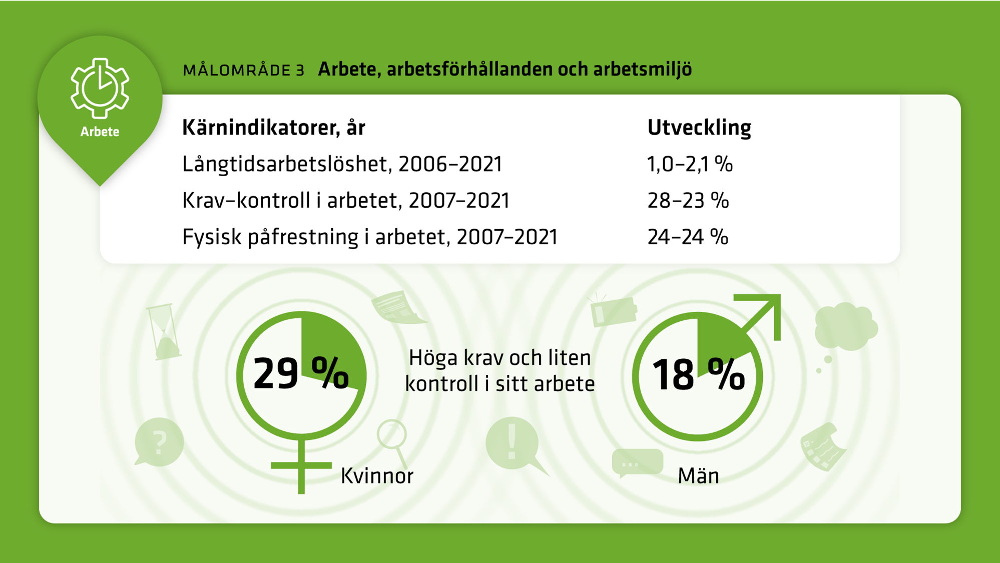 MÅLOMRÅDE 3 Arbete, arbetsförhållanden och arbetsmiljö
Arbete
Kärnindikatorer, år Utveckling
Långtidsarbetslöshet, 2006–2021 1,0–2,1 %
Krav–kontroll i arbetet, 2007–2021 28–23 %
Fysisk påfrestning i arbetet, 2007–2021 24–24 %
29 %
Höga krav och liten
kontroll i sitt arbete
18 %
?
!
...
Kvinnor
Män